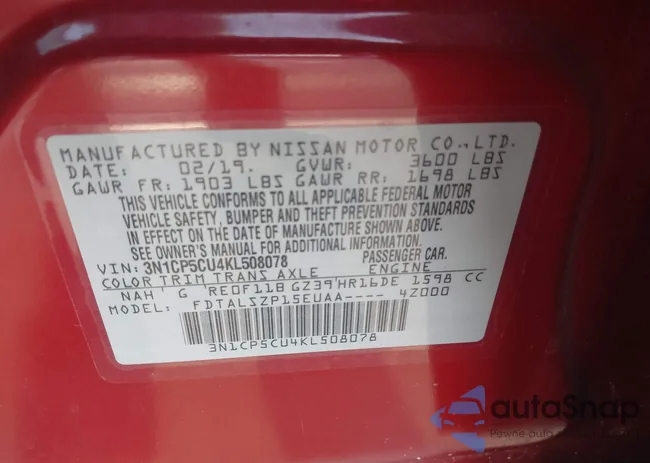 MANUFACTURED BY NISSAN MOTOR CO.,LTD.
DATE: 02/19. GVWR: 3600 LBS
GAWR FR: 1903 LBS GAWR RR: 1698 LBS
THIS VEHICLE CONFORMS TO ALL APPLICABLE FEDERAL MOTOR
VEHICLE SAFETY, BUMPER AND THEFT PREVENTION STANDARDS
IN EFFECT ON THE DATE OF MANUFACTURE SHOWN ABOVE.
SEE OWNER'S MANUAL FOR ADDITIONAL INFORMATION.
VIN: 3N1CP5CU4KL508078 PASSENGER CAR.
COLOR TRIM TRANS AXLE ENGINE
NAH' G 'RE0F11B GZ39'HR16DE 1598 CC
MODEL: FDTALSZP15EUAA---- 4Z000
3N1CP5CU4KL508078
autoSnap
Pewne auto